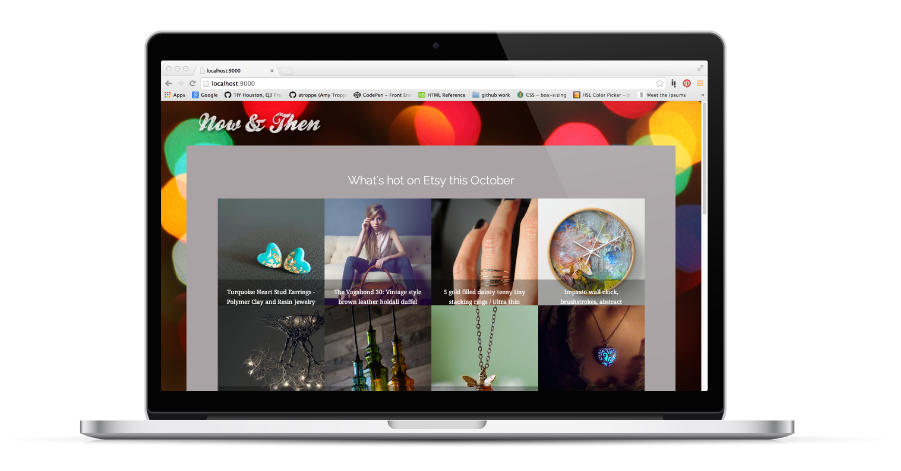 localhost:9000
localhost:9000
Apps Google TIY Houston, Q3 atroppe (Amy Tropp CodePen - Front HTML Reference github work CSS - box-sizing HSL Color Picker - Meet the Ipsums
Now & Then
What's hot on Etsy this October
Turquoise Heart Stud Earrings -
Polymer Clay and Resin Jewelry
The Vagabond 30: Vintage style
brown leather holdall duffel
5 gold filled dainty teeny tiny
stacking rings / Ultra thin
Impasto wall clock,
brushstrokes, abstract